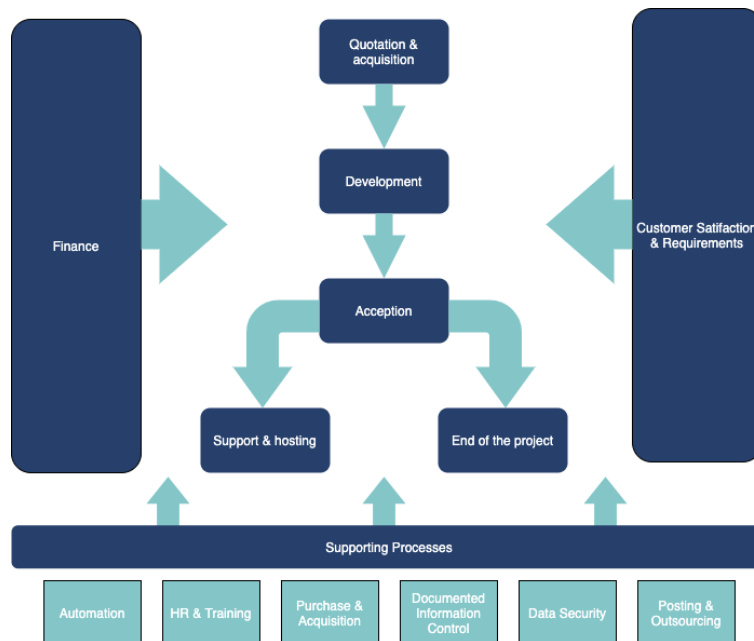 Quotation &
acquisition
Development
Finance
Customer Satifaction
& Requirements
Acception
Support & hosting
End of the project
Supporting Processes
Automation
HR & Training
Purchase &
Acquisition
Documented
Information
Control
Data Security
Posting &
Outsourcing